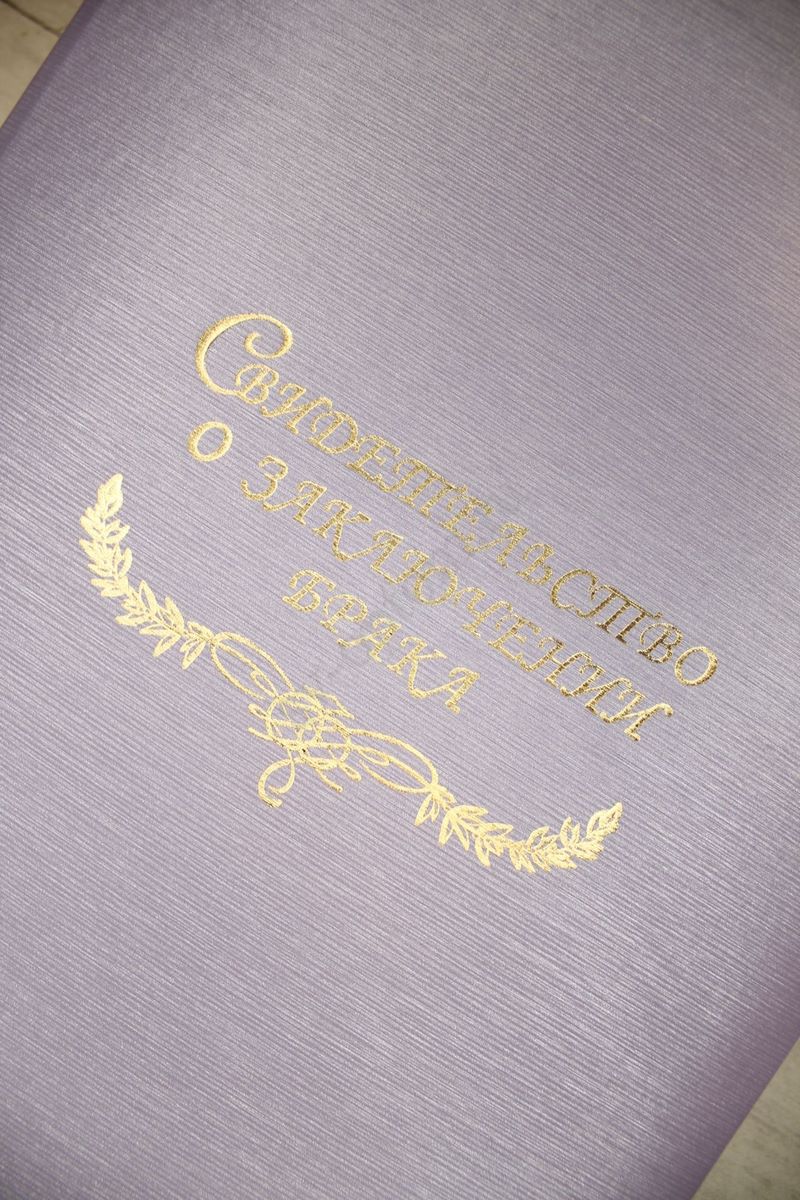 Свидетельство
о заключении
брака